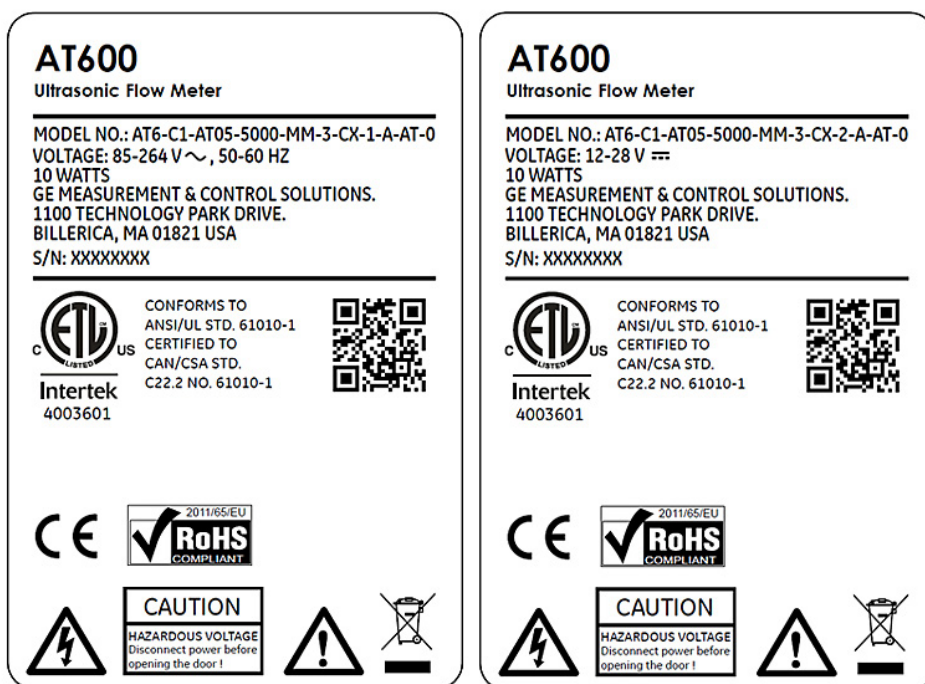 AT600
Ultrasonic Flow Meter
MODEL NO.: AT6-C1-AT05-5000-MM-3-CX-1-A-AT-0
VOLTAGE: 85-264 V ~, 50-60 HZ
10 WATTS
GE MEASUREMENT & CONTROL SOLUTIONS.
1100 TECHNOLOGY PARK DRIVE.
BILLERICA, MA 01821 USA
S/N: XXXXXXXX
ETL CM
LISTED
C US
Intertek
4003601
CONFORMS TO
ANSI/UL STD. 61010-1
CERTIFIED TO
CAN/CSA STD.
C22.2 NO. 61010-1
CE
2011/65/EU
RoHS
COMPLIANT
CAUTION
HAZARDOUS VOLTAGE
Disconnect power before
opening the door !
AT600
Ultrasonic Flow Meter
MODEL NO.: AT6-C1-AT05-5000-MM-3-CX-2-A-AT-0
VOLTAGE: 12-28 V ⎓
10 WATTS
GE MEASUREMENT & CONTROL SOLUTIONS.
1100 TECHNOLOGY PARK DRIVE.
BILLERICA, MA 01821 USA
S/N: XXXXXXXX
ETL CM
LISTED
C US
Intertek
4003601
CONFORMS TO
ANSI/UL STD. 61010-1
CERTIFIED TO
CAN/CSA STD.
C22.2 NO. 61010-1
CE
2011/65/EU
RoHS
COMPLIANT
CAUTION
HAZARDOUS VOLTAGE
Disconnect power before
opening the door !